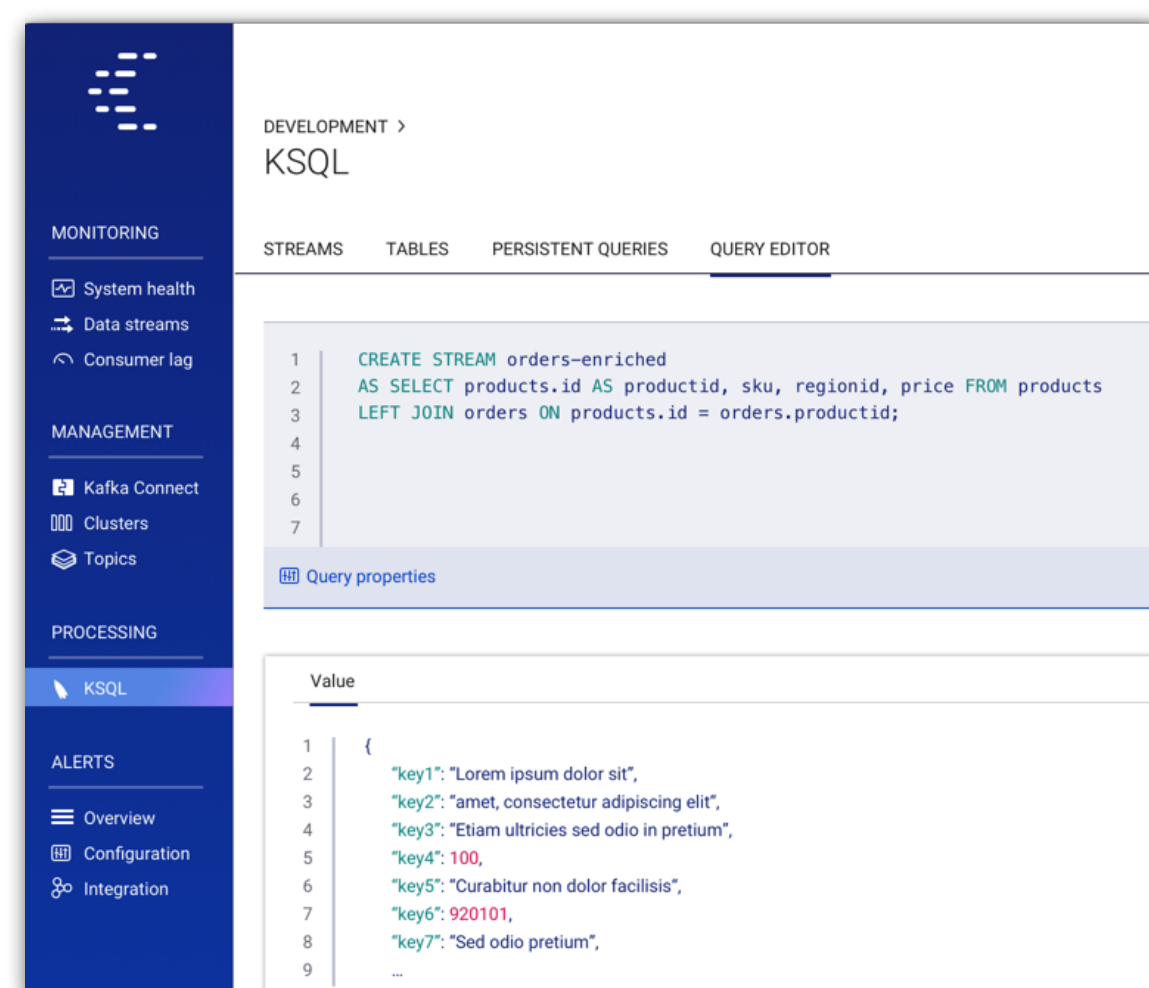 DEVELOPMENT >
KSQL
MONITORING
System health
Data streams
Consumer lag
MANAGEMENT
Kafka Connect
Clusters
Topics
PROCESSING
KSQL
ALERTS
Overview
Configuration
Integration
STREAMS TABLES PERSISTENT QUERIES QUERY EDITOR
1 CREATE STREAM orders–enriched
2 AS SELECT products.id AS productid, sku, regionid, price FROM products
3 LEFT JOIN orders ON products.id = orders.productid;
4
5
6
7
Query properties
Value
1 {
2 “key1”: “Lorem ipsum dolor sit”,
3 “key2”: “amet, consectetur adipiscing elit”,
4 “key3”: “Etiam ultricies sed odio in pretium”,
5 “key4”: 100,
6 “key5”: “Curabitur non dolor facilisis“,
7 “key6”: 920101,
8 “key7”: “Sed odio pretium”,
9 ...